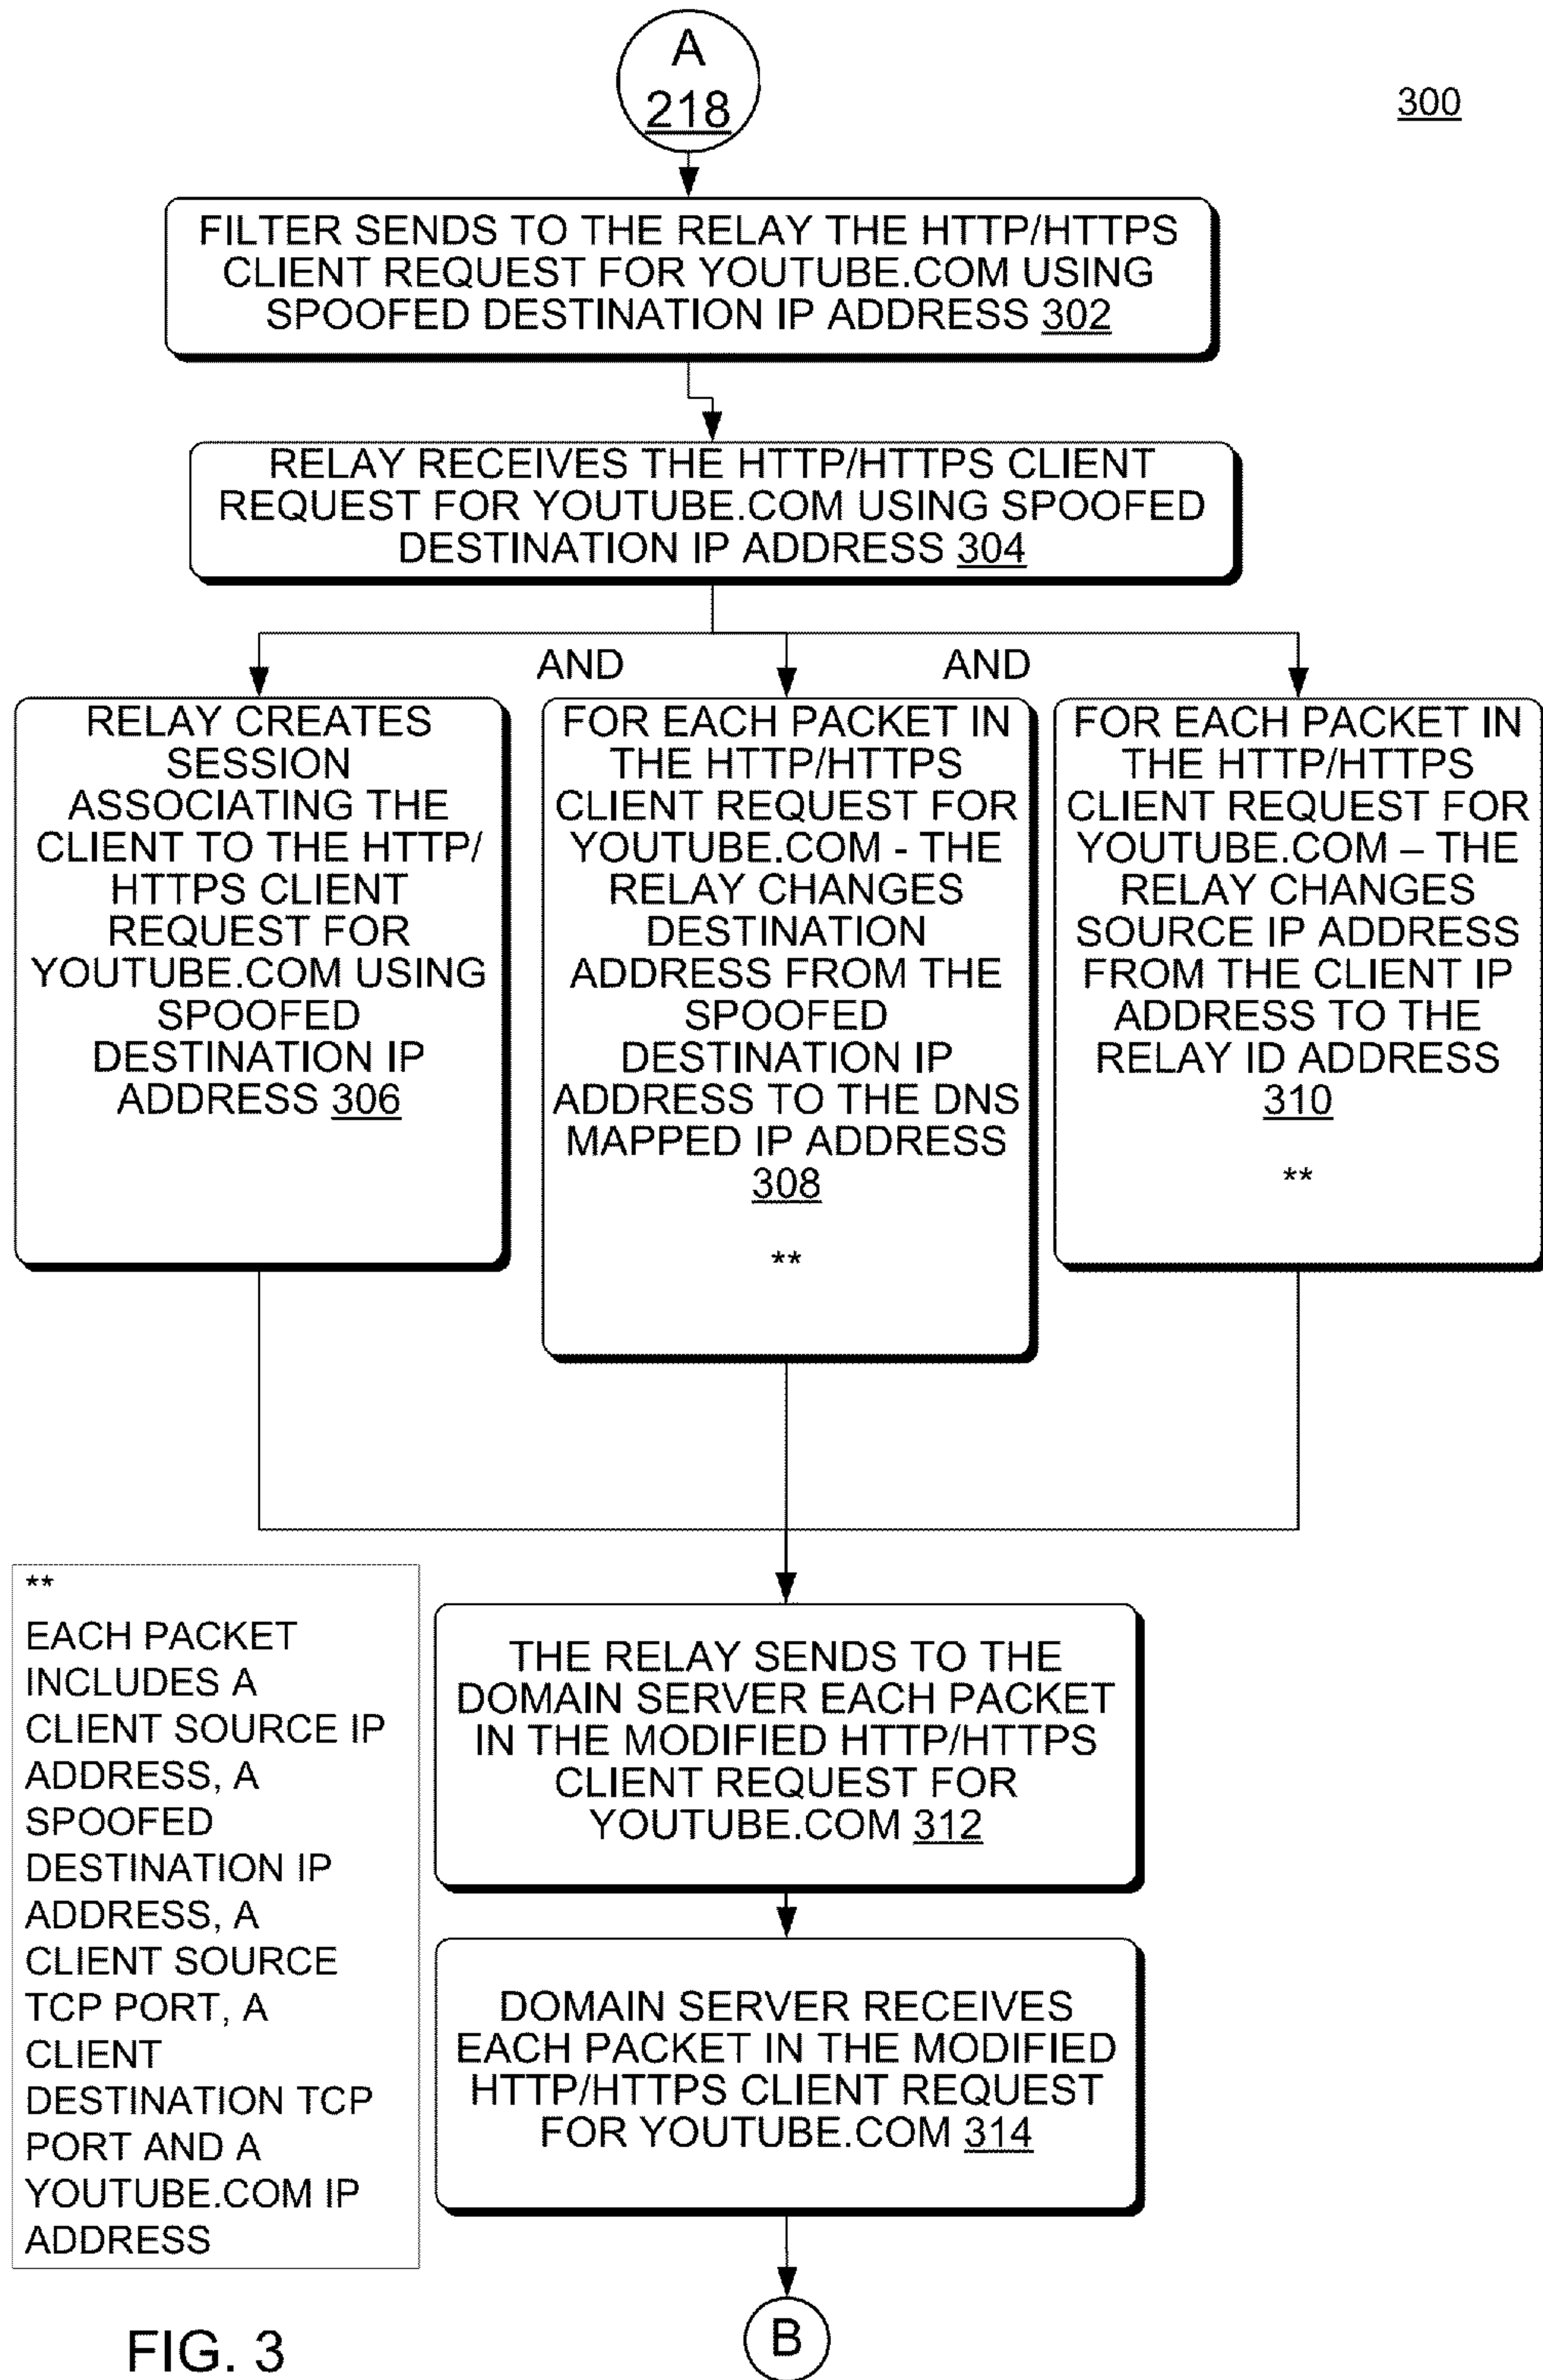 A
218
300
FILTER SENDS TO THE RELAY THE HTTP/HTTPS
CLIENT REQUEST FOR YOUTUBE.COM USING
SPOOFED DESTINATION IP ADDRESS 302
RELAY RECEIVES THE HTTP/HTTPS CLIENT
REQUEST FOR YOUTUBE.COM USING SPOOFED
DESTINATION IP ADDRESS 304
AND
AND
RELAY CREATES
SESSION
ASSOCIATING THE
CLIENT TO THE HTTP/
HTTPS CLIENT
REQUEST FOR
YOUTUBE.COM USING
SPOOFED
DESTINATION IP
ADDRESS 306
FOR EACH PACKET IN
THE HTTP/HTTPS
CLIENT REQUEST FOR
YOUTUBE.COM - THE
RELAY CHANGES
DESTINATION
ADDRESS FROM THE
SPOOFED
DESTINATION IP
ADDRESS TO THE DNS
MAPPED IP ADDRESS
308
**
FOR EACH PACKET IN
THE HTTP/HTTPS
CLIENT REQUEST FOR
YOUTUBE.COM – THE
RELAY CHANGES
SOURCE IP ADDRESS
FROM THE CLIENT IP
ADDRESS TO THE
RELAY ID ADDRESS
310
**
**
EACH PACKET
INCLUDES A
CLIENT SOURCE IP
ADDRESS, A
SPOOFED
DESTINATION IP
ADDRESS, A
CLIENT SOURCE
TCP PORT, A
CLIENT
DESTINATION TCP
PORT AND A
YOUTUBE.COM IP
ADDRESS
THE RELAY SENDS TO THE
DOMAIN SERVER EACH PACKET
IN THE MODIFIED HTTP/HTTPS
CLIENT REQUEST FOR
YOUTUBE.COM 312
DOMAIN SERVER RECEIVES
EACH PACKET IN THE MODIFIED
HTTP/HTTPS CLIENT REQUEST
FOR YOUTUBE.COM 314
B
FIG. 3